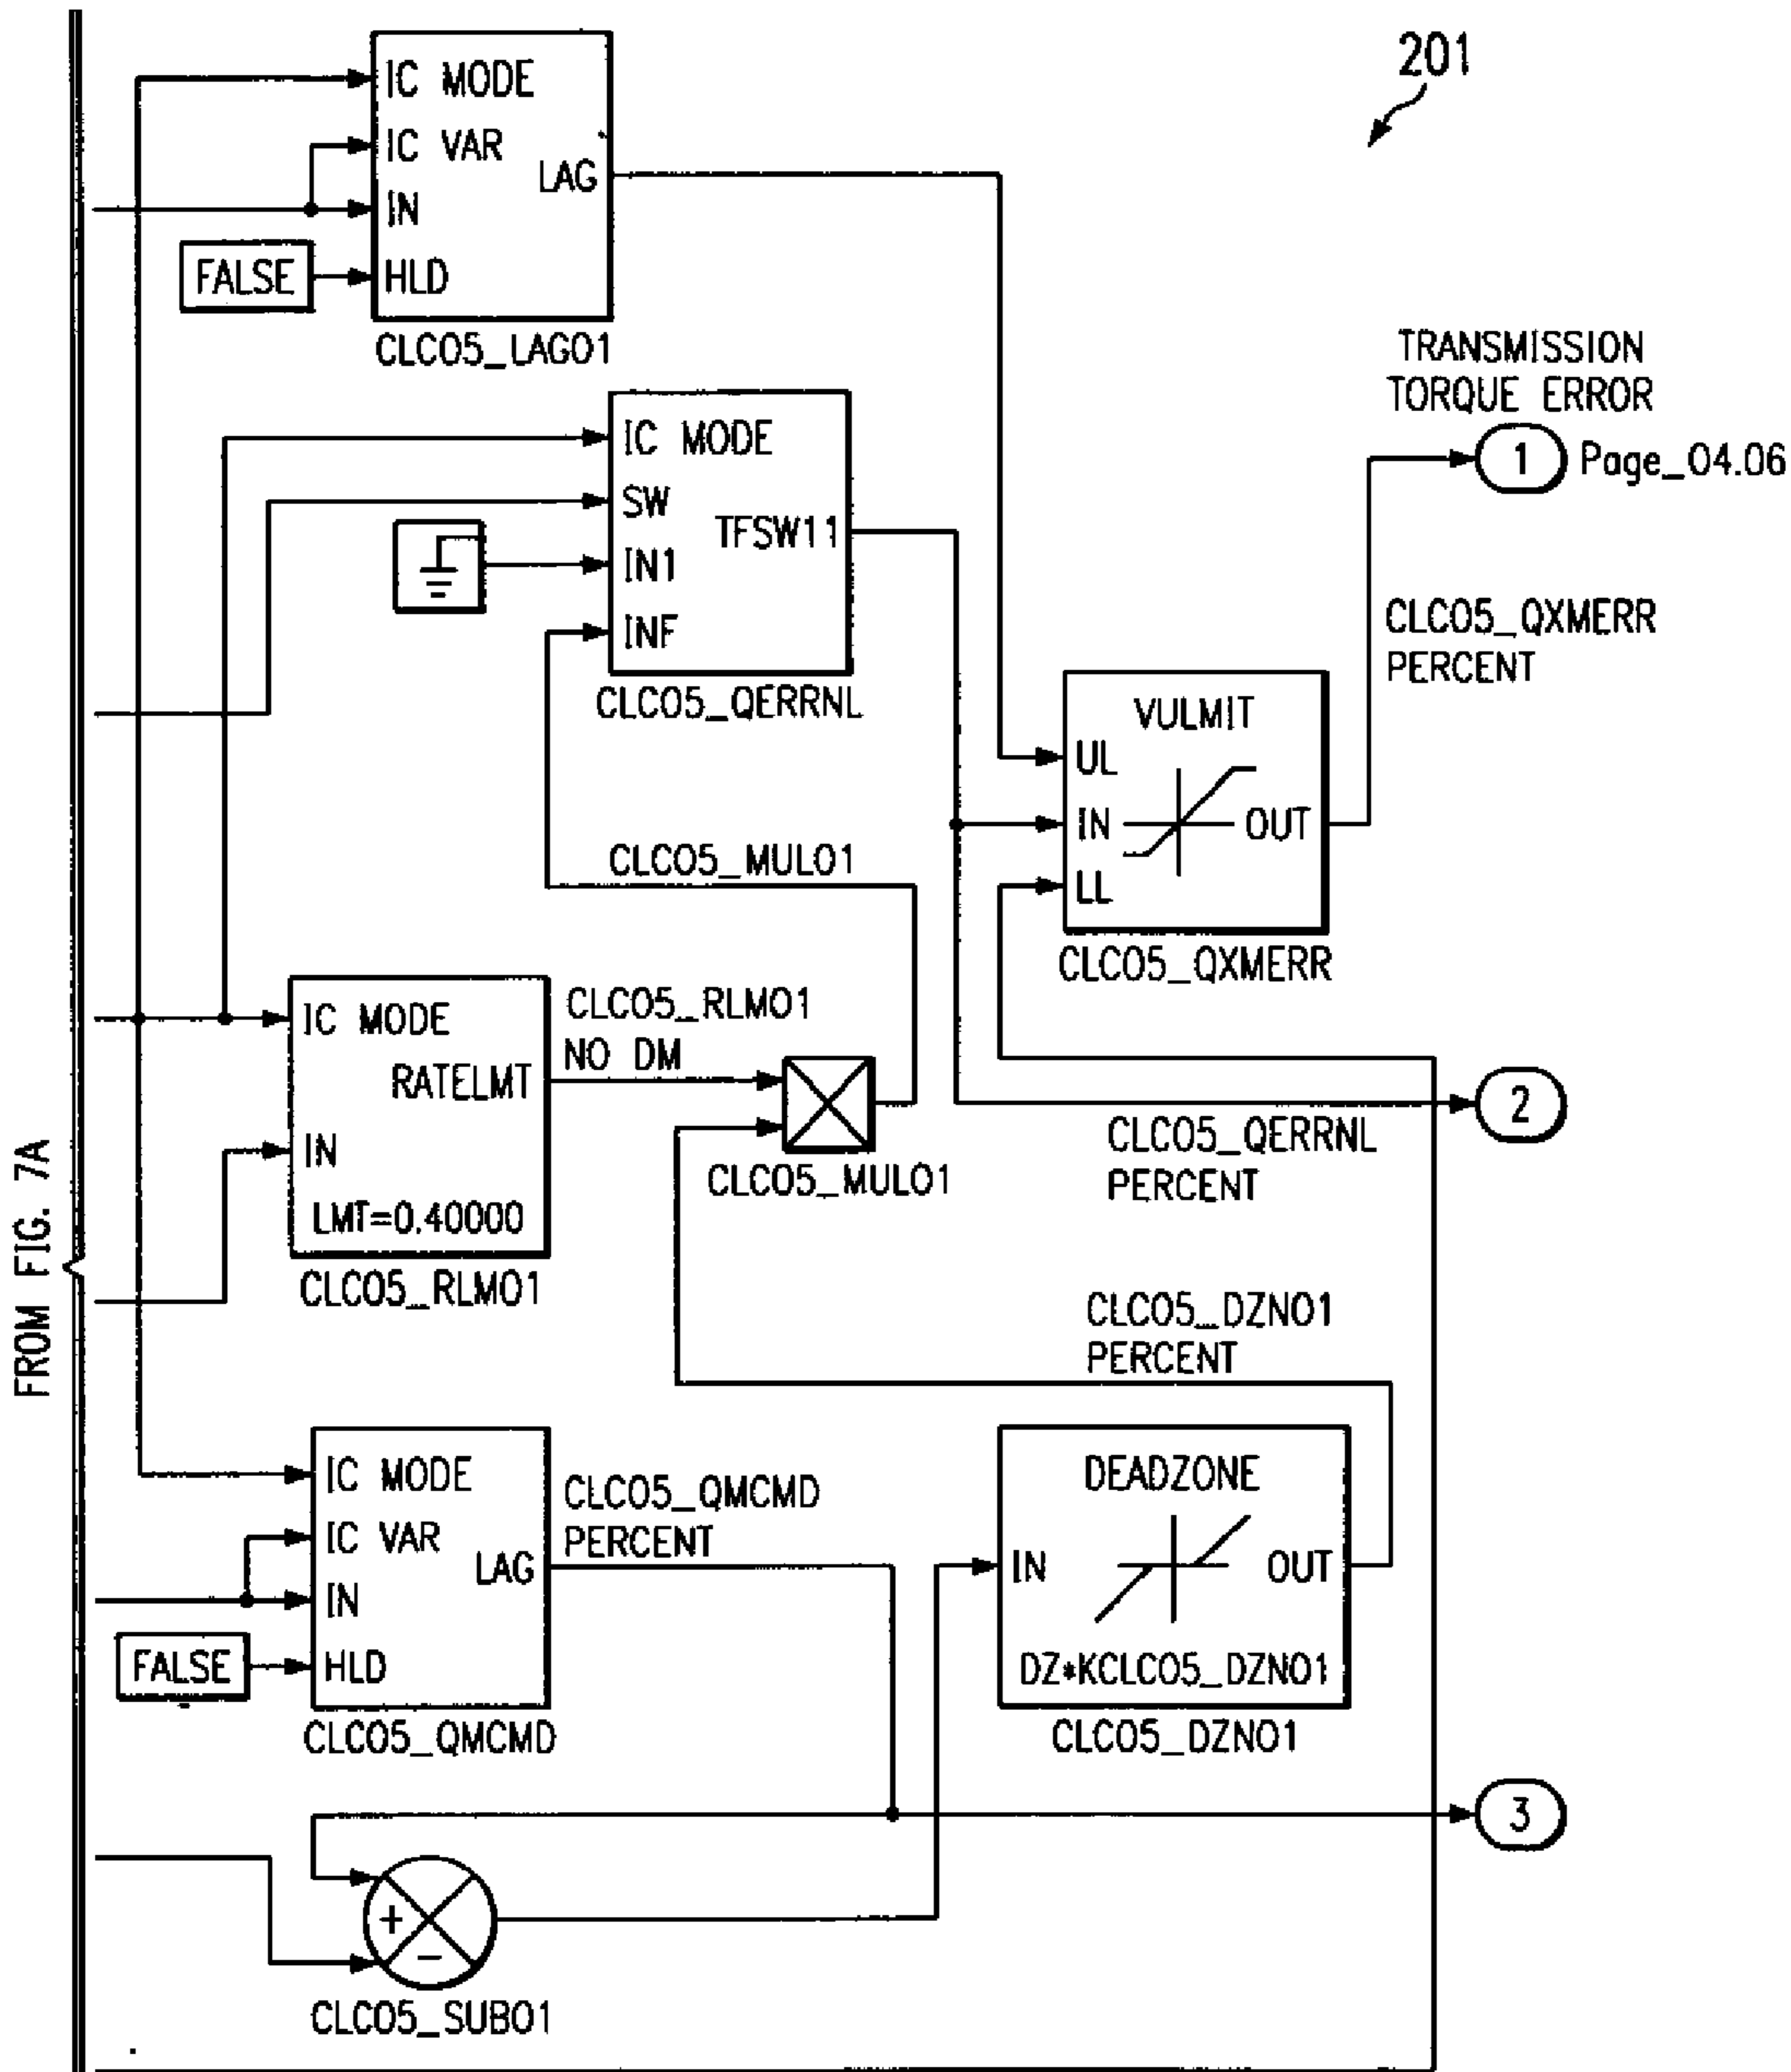 201
IC MODE
IC VAR
IN
LAG
FALSE
HLD
CLC05_LAG01
TRANSMISSION
TORQUE ERROR
1
Page_04.06
IC MODE
SW
TFSW11
IN1
INF
CLC05_QERRNL
CLC05_QXMERR
PERCENT
VULMIT
UL
IN
OUT
LL
CLC05_QXMERR
CLC05_MUL01
IC MODE
RATELMT
IN
LMT=0.40000
CLC05_RLM01
CLC05_RLM01
NO DM
CLC05_MUL01
2
CLC05_QERRNL
PERCENT
FROM FIG. 7A
CLC05_DZN01
PERCENT
IC MODE
IC VAR
IN
LAG
FALSE
HLD
CLC05_QMCMD
CLC05_QMCMD
PERCENT
DEADZONE
IN
OUT
DZ*KCLC05_DZN01
CLC05_DZN01
3
+
-
CLC05_SUB01